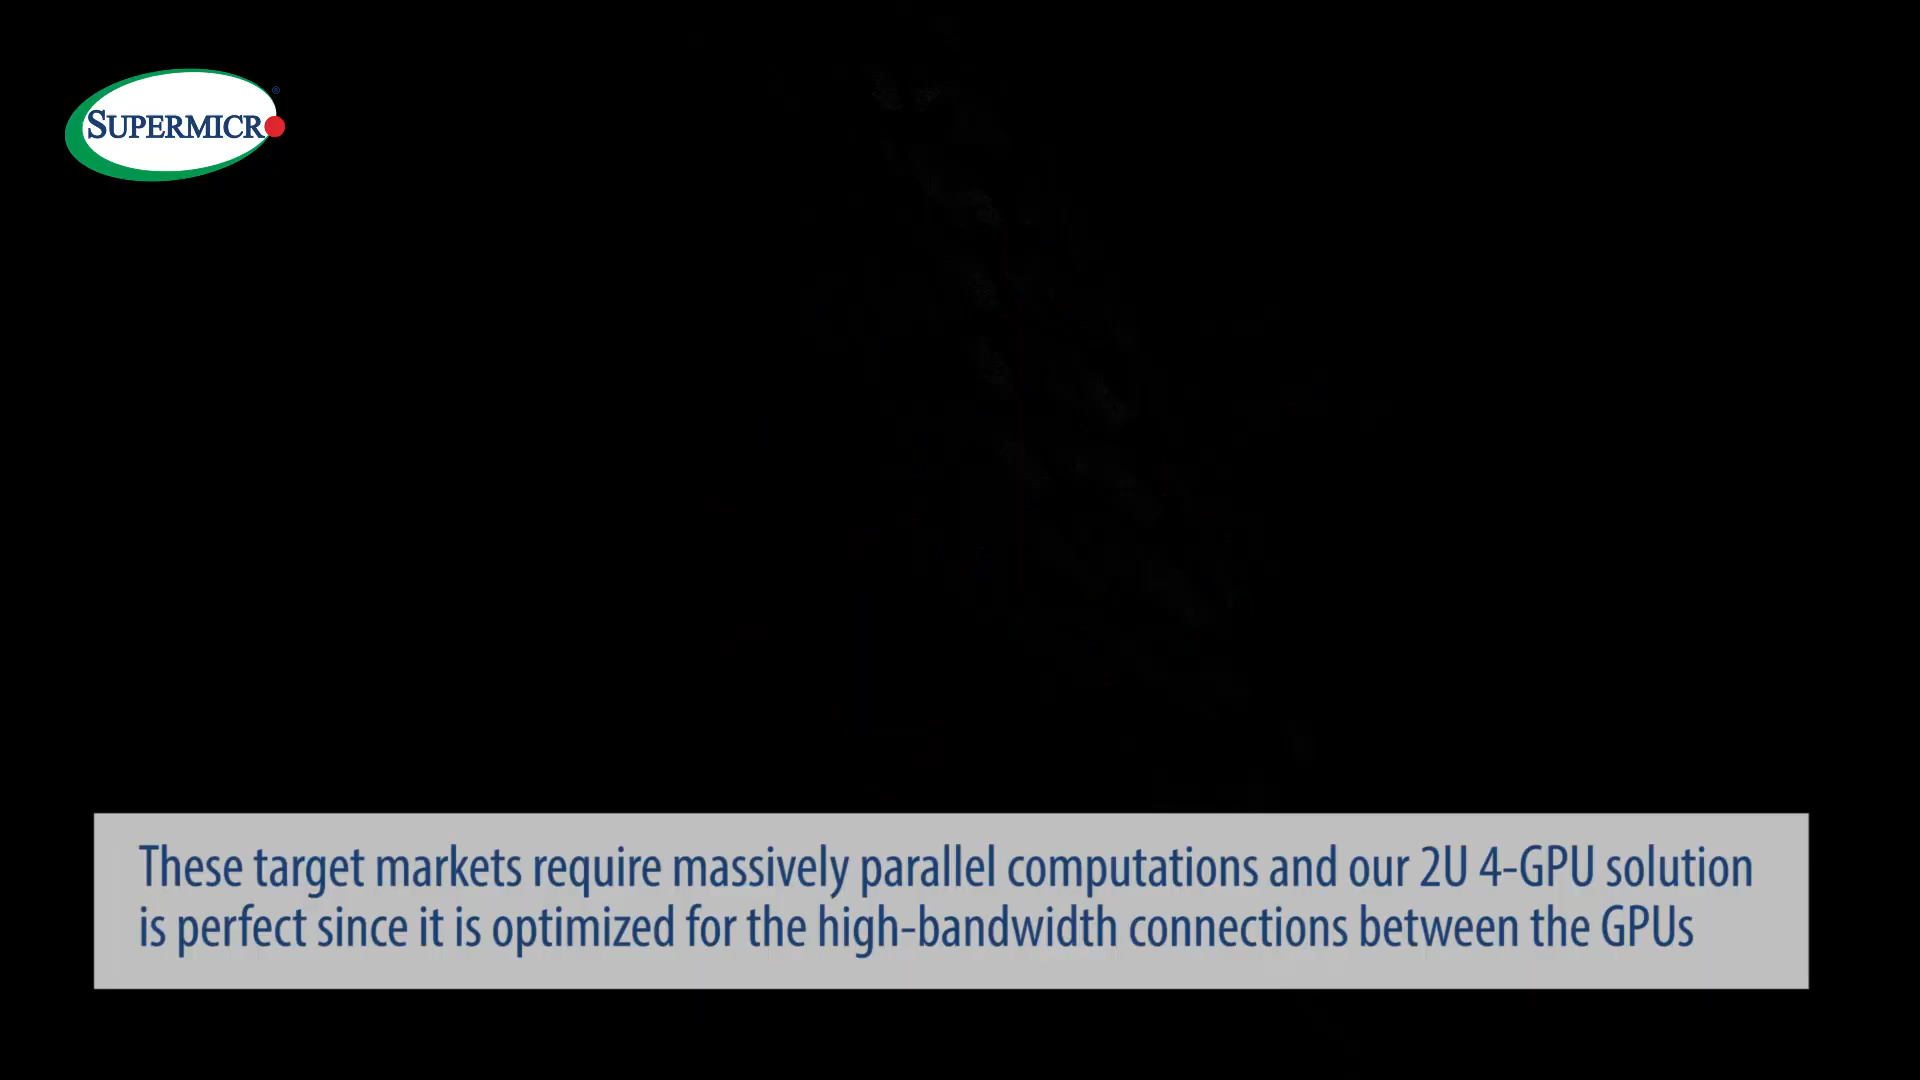 SUPERMICRO
These target markets require massively parallel computations and our 2U 4-GPU solution
is perfect since it is optimized for the high-bandwidth connections between the GPUs